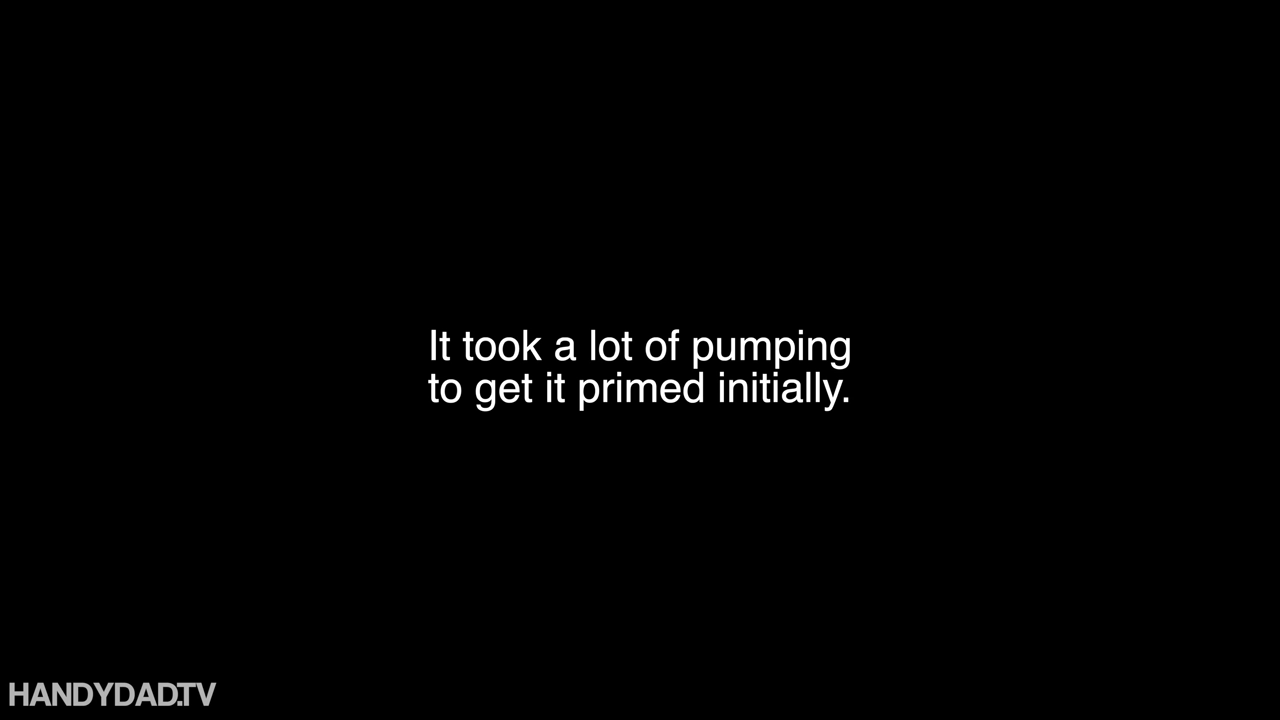 It took a lot of pumping
to get it primed initially.
HANDYDAD.TV